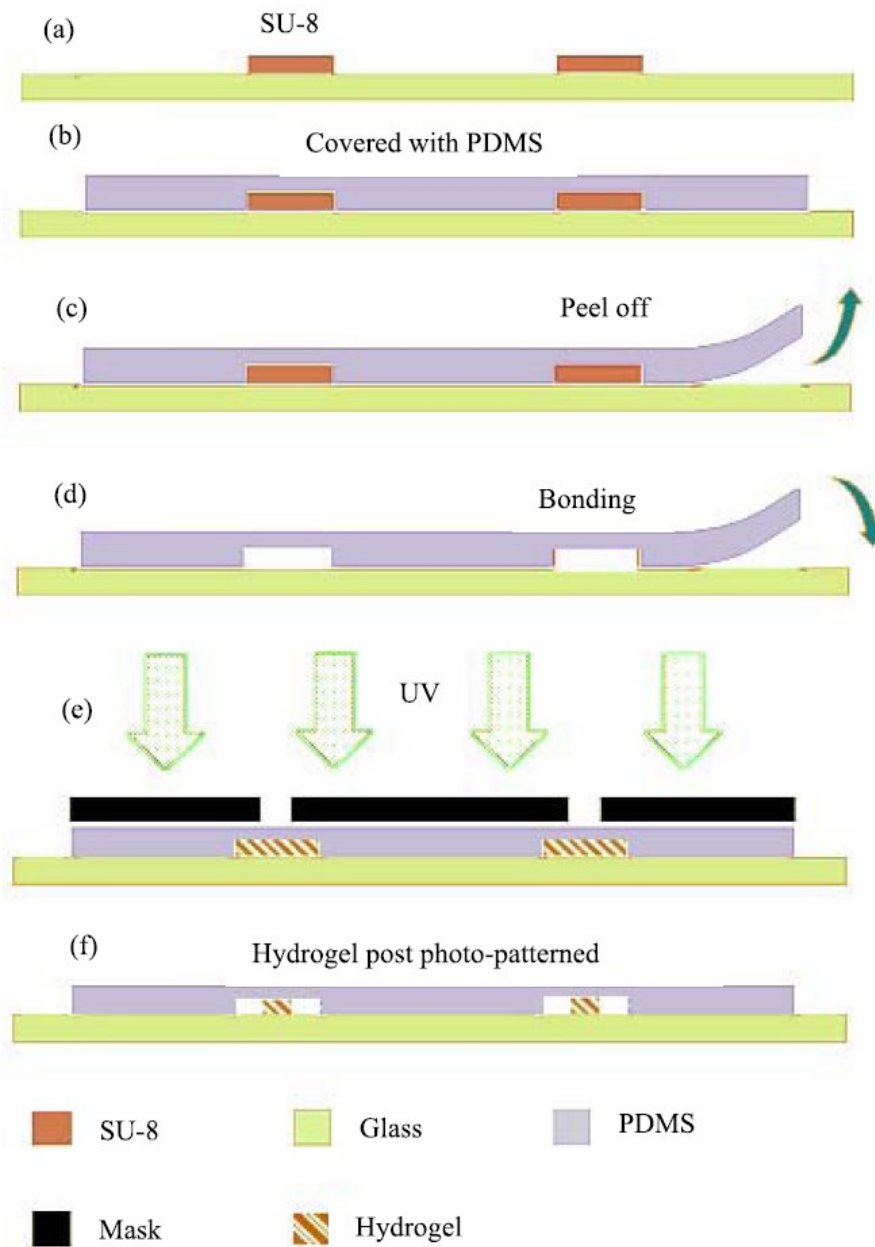 (a)
SU-8
(b)
Covered with PDMS
(c)
Peel off
(d)
Bonding
(e)
UV
(f)
Hydrogel post photo-patterned
SU-8
Glass
PDMS
Mask
Hydrogel